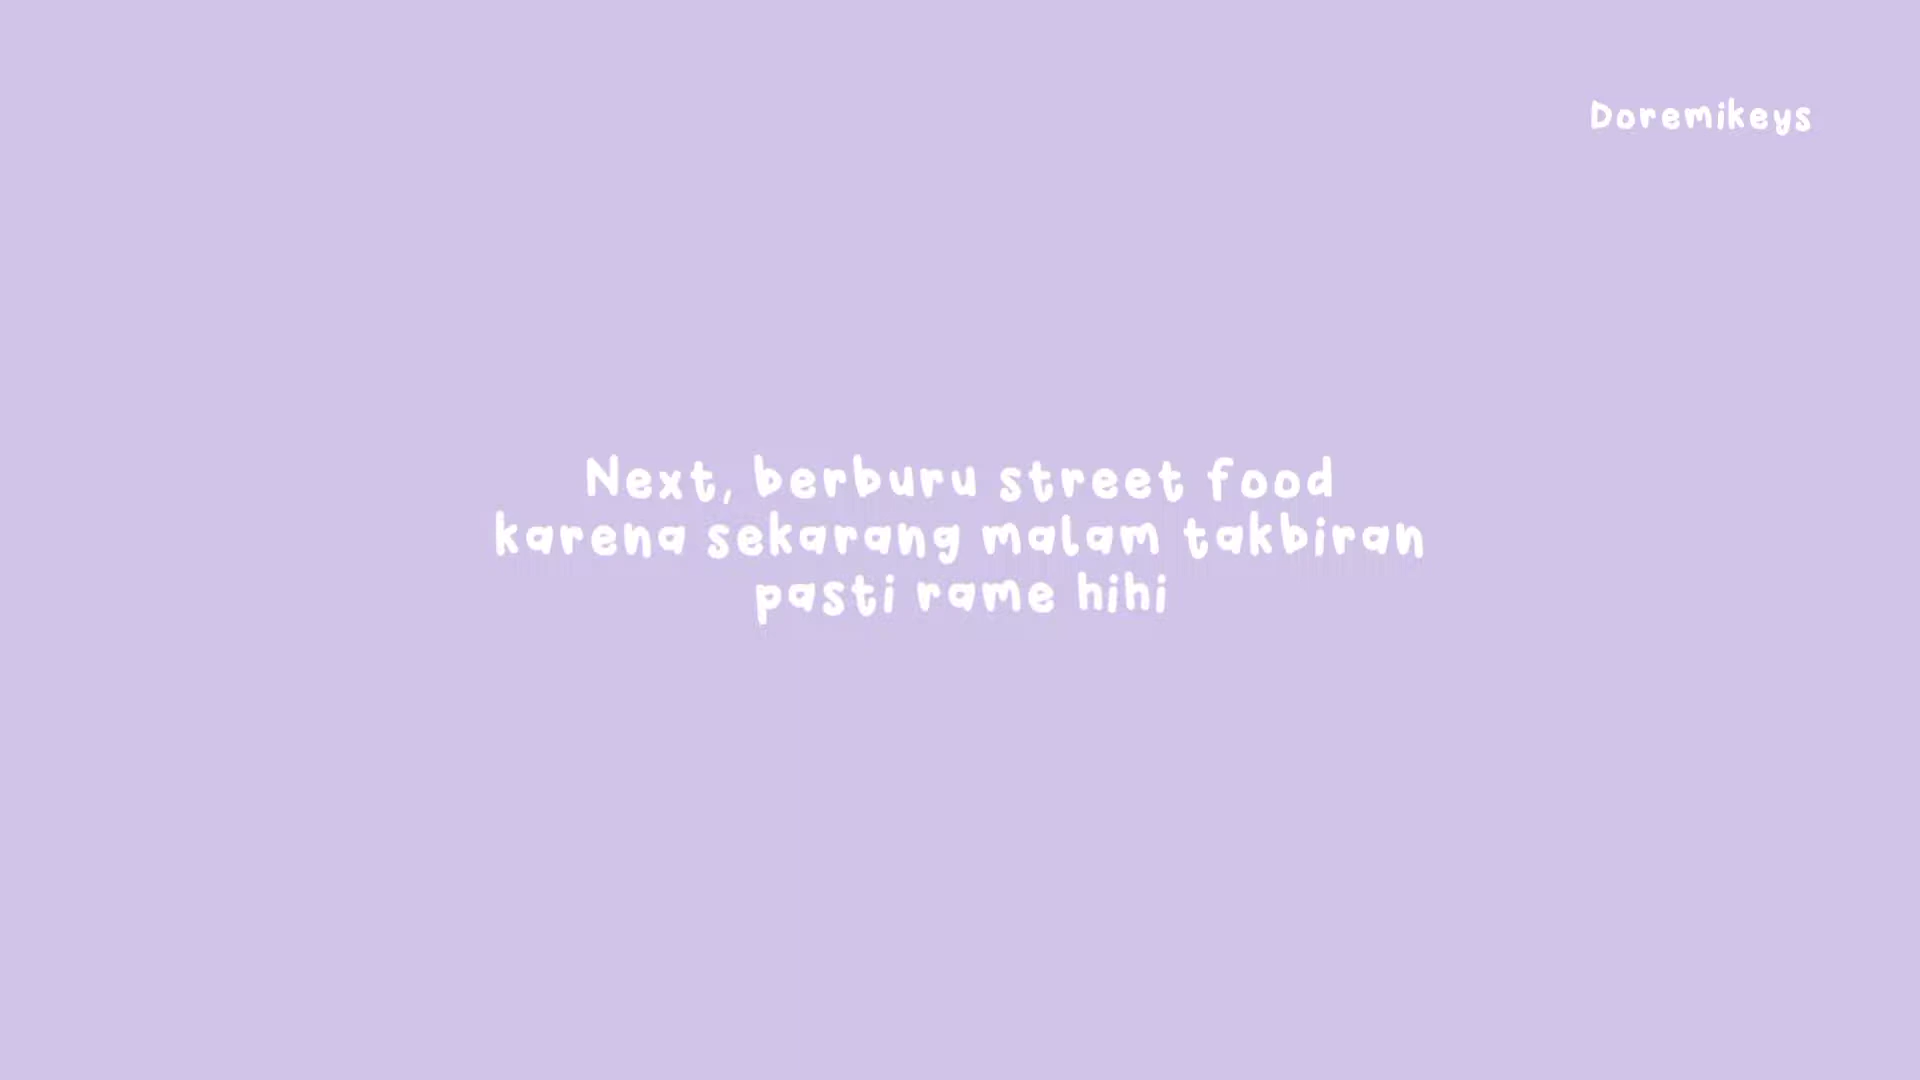 Doremikeys
Next, berburu street food
karena sekarang malam takbiran
pasti rame hihi